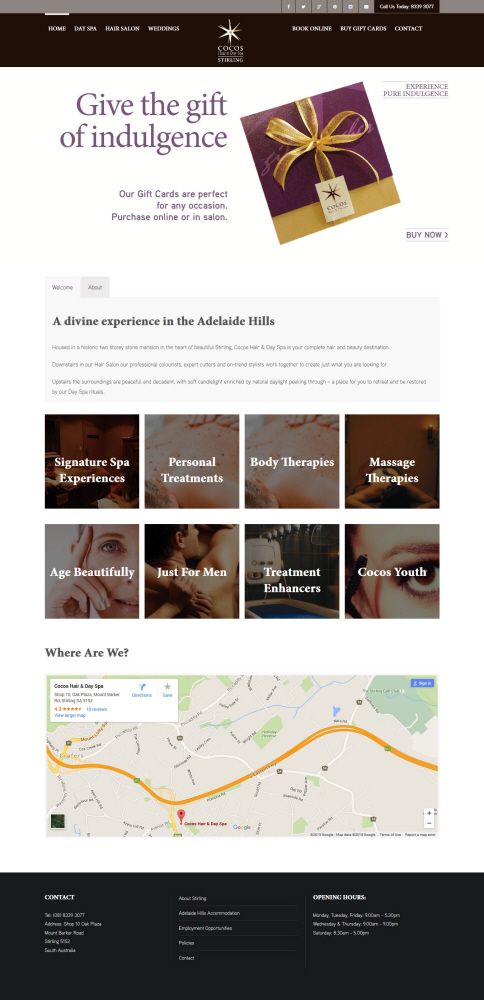 Call Us Today: 8339 3077
HOME DAY SPA HAIR SALON WEDDINGS
COCOS
Hair & Day Spa
STIRLING
BOOK ONLINE BUY GIFT CARDS CONTACT
Give the gift
of indulgence
Our Gift Cards are perfect
for any occasion.
Purchase online or in salon.
COCOS
EXPERIENCE
PURE INDULGENCE
BUY NOW >
Welcome About
A divine experience in the Adelaide Hills
Housed in a historic two storey stone mansion in the heart of beautiful Stirling, Cocos Hair & Day Spa is your complete hair and beauty destination.
Downstairs in our Hair Salon our professional colourists, expert cutters and on-trend stylists work together to create just what you are looking for.
Upstairs the surroundings are peaceful and decadent, with soft candlelight enriched by natural daylight peeking through – a place for you to retreat and be restored
by our Day Spa rituals.
Signature Spa
Experiences
Personal
Treatments
Body Therapies
Massage
Therapies
Age Beautifully
Just For Men
Treatment
Enhancers
Cocos Youth
Where Are We?
Cocos Hair & Day Spa
Shop 10, Oak Plaza, Mount Barker
Rd, Stirling SA 5152
4.3 ★★★★★ 16 reviews
View larger map
Directions
Save
Sign in
Crafers
Cocos Hair & Day Spa
Google
©2015 Google - Map data ©2015 Google Terms of Use Report a map error
CONTACT
Tel: (08) 8339 3077
Address: Shop 10 Oak Plaza
Mount Barker Road
Stirling 5152
South Australia
About Stirling
Adelaide Hills Accommodation
Employment Opportunities
Policies
Contact
OPENING HOURS:
Monday, Tuesday, Friday: 9.00am - 5.30pm
Wednesday & Thursday: 9.00am - 9.00pm
Saturday: 8.30am - 5.00pm